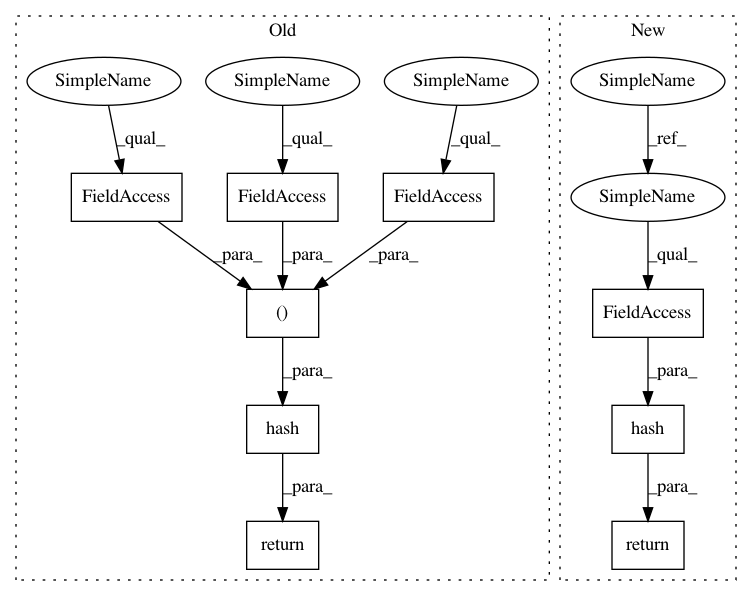 Old
New
SimpleName
SimpleName
SimpleName
SimpleName
_qual_
_qual_
_qual_
_ref_
FieldAccess
FieldAccess
FieldAccess
SimpleName
_para_
_para_
_para_
_qual_
()
FieldAccess
_para_
_para_
hash
hash
_para_
_para_
return
return